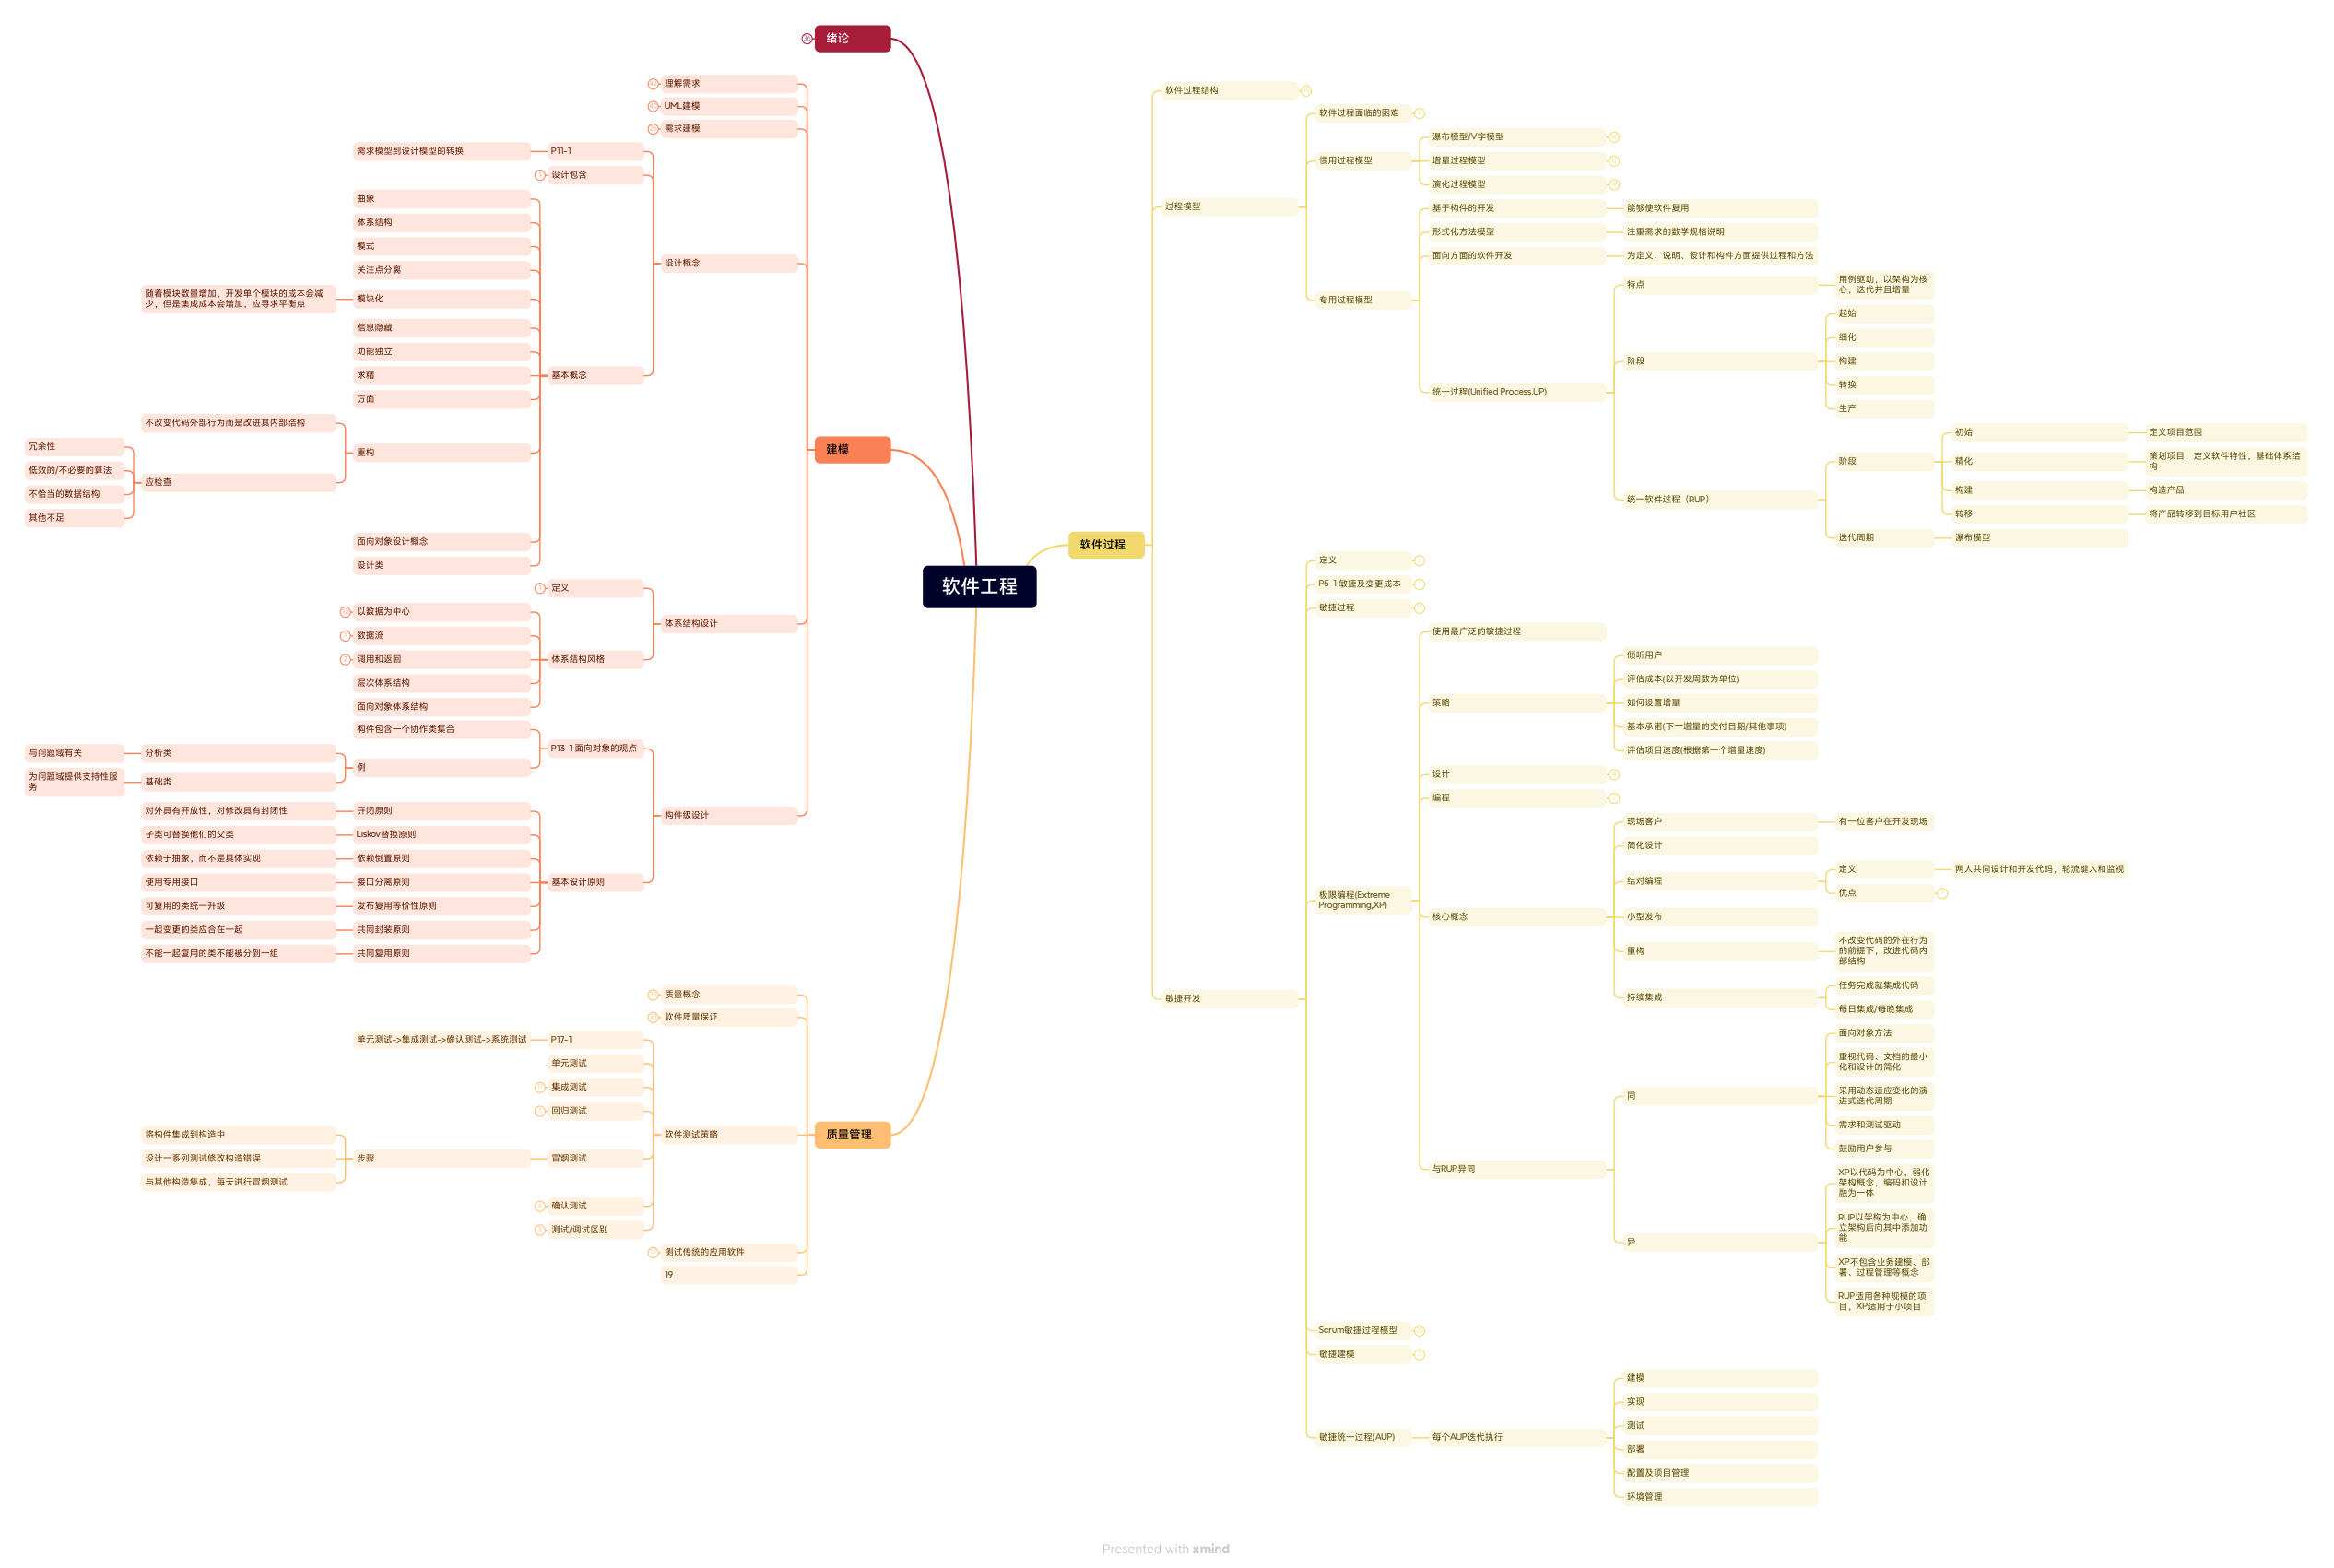 软件工程
绪论
36
建模
理解需求
UML建模
需求建模
设计概念
P11-1
需求模型到设计模型的转换
设计包含
基本概念
抽象
体系结构
模式
关注点分离
模块化
随着模块数量增加，开发单个模块的成本会减
少，但是集成成本会增加，应寻求平衡点
信息隐藏
功能独立
求精
方面
重构
不改变代码外部行为而是改进其内部结构
应检查
冗余性
低效的/不必要的算法
不恰当的数据结构
其他不足
面向对象设计概念
设计类
体系结构设计
定义
体系结构风格
以数据为中心
数据流
调用和返回
2
层次体系结构
面向对象体系结构
构件级设计
P13-1 面向对象的观点
构件包含一个协作类集合
例
分析类
与问题域有关
基础类
为问题域提供支持性服
务
基本设计原则
开闭原则
对外具有开放性，对修改具有封闭性
Liskov替换原则
子类可替换他们的父类
依赖倒置原则
依赖于抽象，而不是具体实现
接口分离原则
使用专用接口
发布复用等价性原则
可复用的类统一升级
共同封装原则
一起变更的类应合在一起
共同复用原则
不能一起复用的类不能被分到一组
质量管理
质量概念
软件质量保证
软件测试策略
P17-1
单元测试->集成测试->确认测试->系统测试
单元测试
集成测试
回归测试
冒烟测试
步骤
将构件集成到构造中
设计一系列测试修改构造错误
与其他构造集成，每天进行冒烟测试
确认测试
测试/调试区别
测试传统的应用软件
19
软件过程
软件过程结构
过程模型
软件过程面临的困难
惯用过程模型
瀑布模型/V字模型
增量过程模型
演化过程模型
专用过程模型
基于构件的开发
能够使软件复用
形式化方法模型
注重需求的数学规格说明
面向方面的软件开发
为定义、说明、设计和构件方面提供过程和方法
统一过程(Unified Process,UP)
特点
用例驱动，以架构为核
心，迭代并且增量
阶段
起始
细化
构建
转换
生产
统一软件过程（RUP）
阶段
初始
定义项目范围
精化
策划项目，定义软件特性，基础体系结
构
构建
构造产品
转移
将产品转移到目标用户社区
迭代周期
瀑布模型
敏捷开发
定义
P5-1 敏捷及变更成本
敏捷过程
极限编程(Extreme
Programming,XP)
使用最广泛的敏捷过程
策略
倾听用户
评估成本(以开发周数为单位)
如何设置增量
基本承诺(下一增量的交付日期/其他事项)
评估项目速度(根据第一个增量速度)
设计
编程
核心概念
现场客户
有一位客户在开发现场
简化设计
结对编程
定义
两人共同设计和开发代码，轮流键入和监视
优点
小型发布
重构
不改变代码的外在行为
的前提下，改进代码内
部结构
持续集成
任务完成就集成代码
每日集成/每晚集成
与RUP异同
同
面向对象方法
重视代码、文档的最小
化和设计的简化
采用动态适应变化的演
进式迭代周期
需求和测试驱动
鼓励用户参与
异
XP以代码为中心，弱化
架构概念，编码和设计
融为一体
RUP以架构为中心，确
立架构后向其中添加功
能
XP不包含业务建模、部
署、过程管理等概念
RUP适用各种规模的项
目，XP适用于小项目
Scrum敏捷过程模型
敏捷建模
敏捷统一过程(AUP)
每个AUP迭代执行
建模
实现
测试
部署
配置及项目管理
环境管理
Presented with xmind